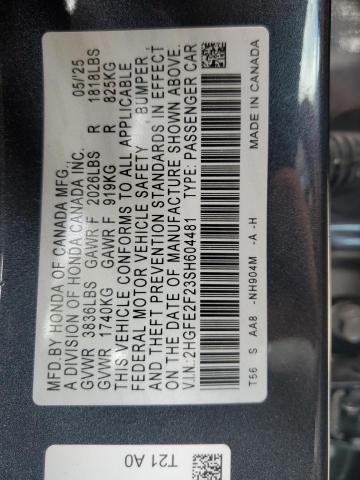 MFD BY HONDA OF CANADA MFG.,
A DIVISION OF HONDA CANADA INC. 05/25
GVWR 3836LBS GAWR F 2028LBS R 1818LBS
GVWR 1740KG GAWR F 919KG R 825KG
THIS VEHICLE CONFORMS TO ALL APPLICABLE
FEDERAL MOTOR VEHICLE SAFETY , BUMPER ,
AND THEFT PREVENTION STANDARDS IN EFFECT
ON THE DATE OF MANUFACTURE SHOWN ABOVE.
V.I.N.:2HGFE2F23SH604481 TYPE: PASSENGER CAR
T56 S AA8 -NH904M -A -H MADE IN CANADA
T21 A0